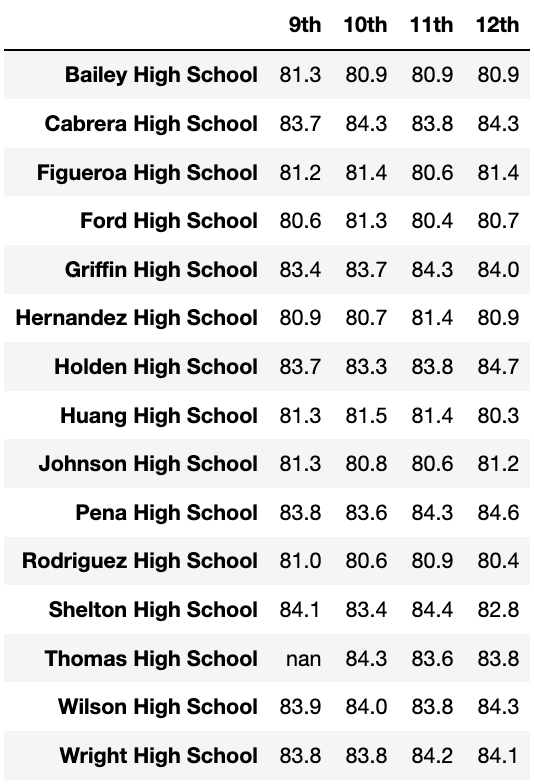 9th 10th 11th 12th
Bailey High School 81.3 80.9 80.9 80.9
Cabrera High School 83.7 84.3 83.8 84.3
Figueroa High School 81.2 81.4 80.6 81.4
Ford High School 80.6 81.3 80.4 80.7
Griffin High School 83.4 83.7 84.3 84.0
Hernandez High School 80.9 80.7 81.4 80.9
Holden High School 83.7 83.3 83.8 84.7
Huang High School 81.3 81.5 81.4 80.3
Johnson High School 81.3 80.8 80.6 81.2
Pena High School 83.8 83.6 84.3 84.6
Rodriguez High School 81.0 80.6 80.9 80.4
Shelton High School 84.1 83.4 84.4 82.8
Thomas High School nan 84.3 83.6 83.8
Wilson High School 83.9 84.0 83.8 84.3
Wright High School 83.8 83.8 84.2 84.1